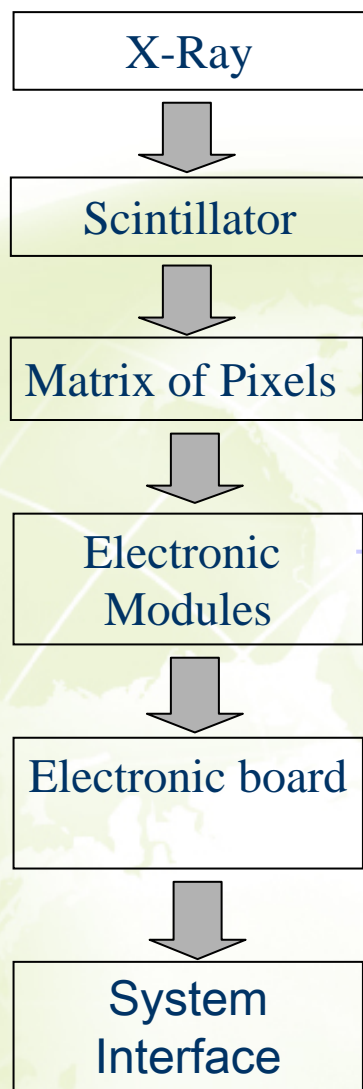 X-Ray
Scintillator
Matrix of Pixels
Electronic
Modules
Electronic board
System
Interface